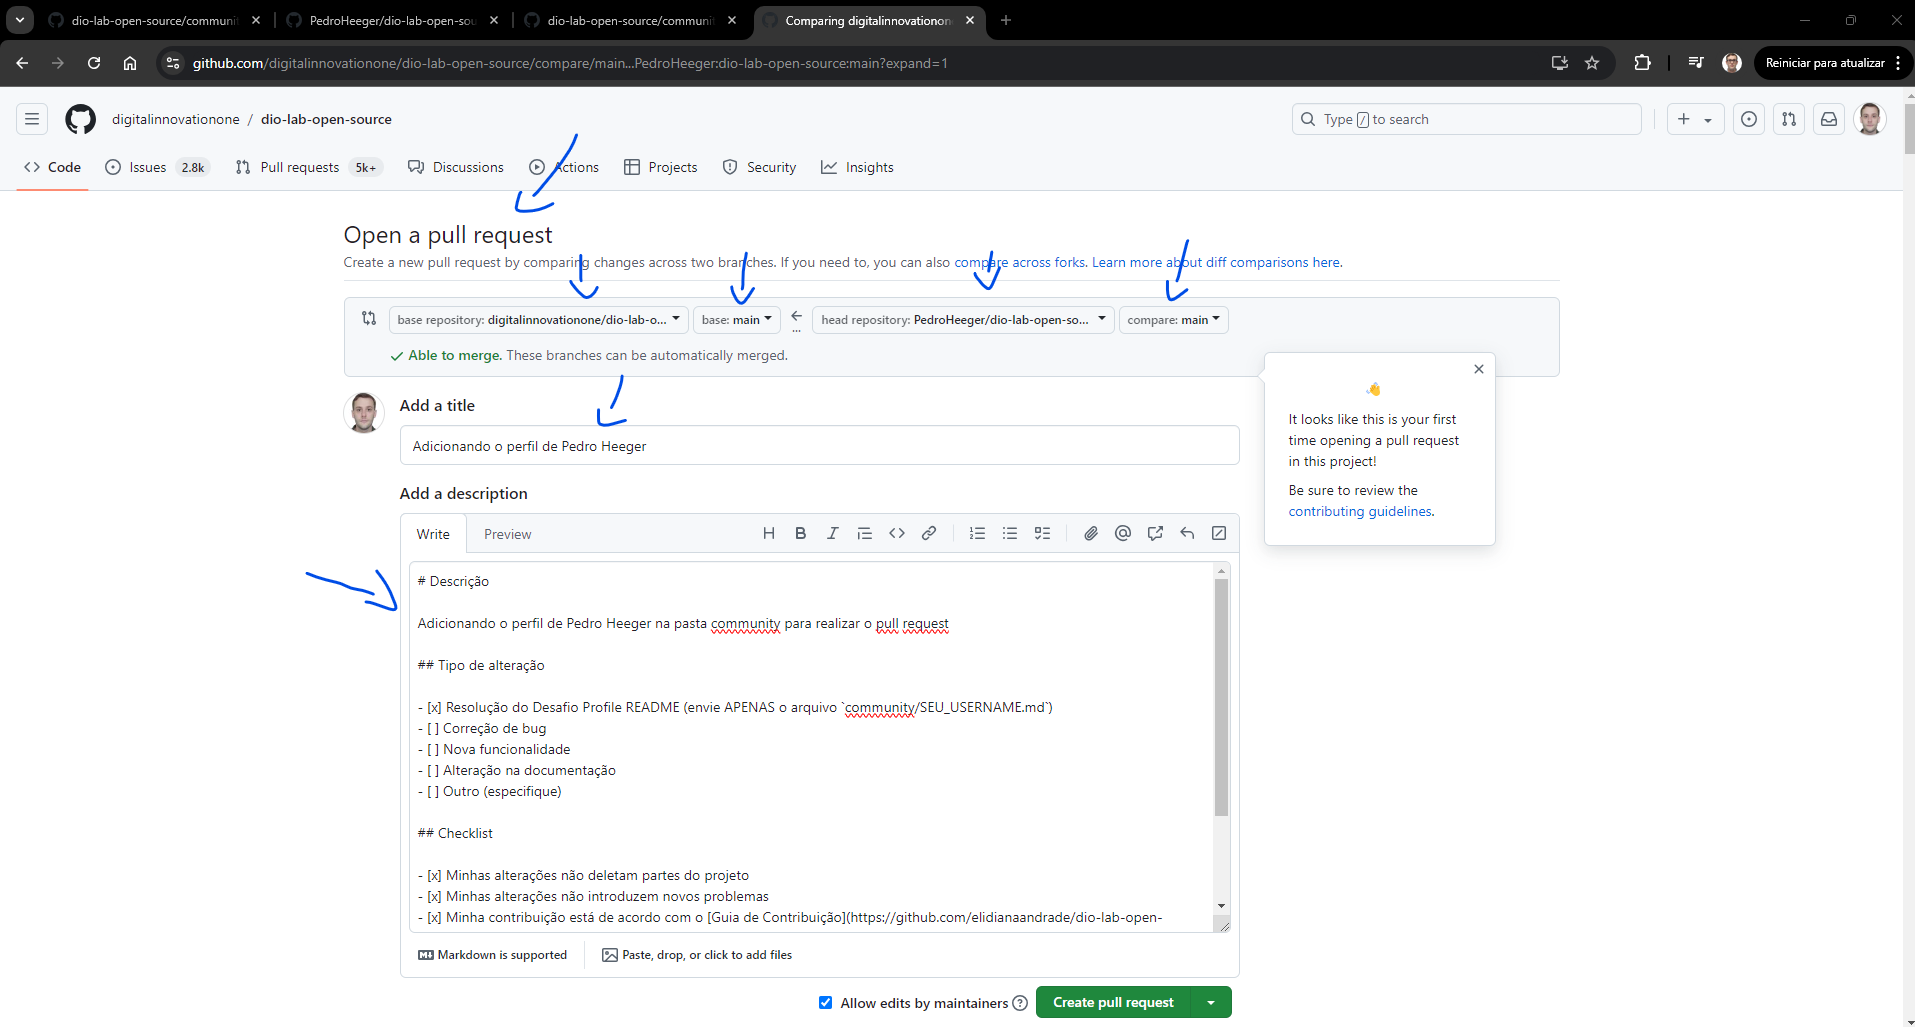 dio-lab-open-source/communit
PedroHeeger/dio-lab-open-sou
dio-lab-open-source/communit
Comparing digitalinnovationone
github.com/digitalinnovationone/dio-lab-open-source/compare/main...PedroHeeger:dio-lab-open-source:main?expand=1
Reiniciar para atualizar
digitalinnovationone / dio-lab-open-source
Type / to search
Code
Issues 2.8k
Pull requests 5k+
Discussions
Actions
Projects
Security
Insights
Open a pull request
Create a new pull request by comparing changes across two branches. If you need to, you can also compare across forks. Learn more about diff comparisons here.
base repository: digitalinnovationone/dio-lab-o...
base: main
head repository: PedroHeeger/dio-lab-open-so...
compare: main
Able to merge. These branches can be automatically merged.
It looks like this is your first
time opening a pull request
in this project!
Be sure to review the
contributing guidelines.
Add a title
Adicionando o perfil de Pedro Heeger
Add a description
Write
Preview
# Descrição
Adicionando o perfil de Pedro Heeger na pasta community para realizar o pull request
## Tipo de alteração
- [x] Resolução do Desafio Profile README (envie APENAS o arquivo `community/SEU_USERNAME.md`)
- [ ] Correção de bug
- [ ] Nova funcionalidade
- [ ] Alteração na documentação
- [ ] Outro (especifique)
## Checklist
- [x] Minhas alterações não deletam partes do projeto
- [x] Minhas alterações não introduzem novos problemas
- [x] Minha contribuição está de acordo com o [Guia de Contribuição](https://github.com/elidianaandrade/dio-lab-open-
Markdown is supported
Paste, drop, or click to add files
Allow edits by maintainers
Create pull request